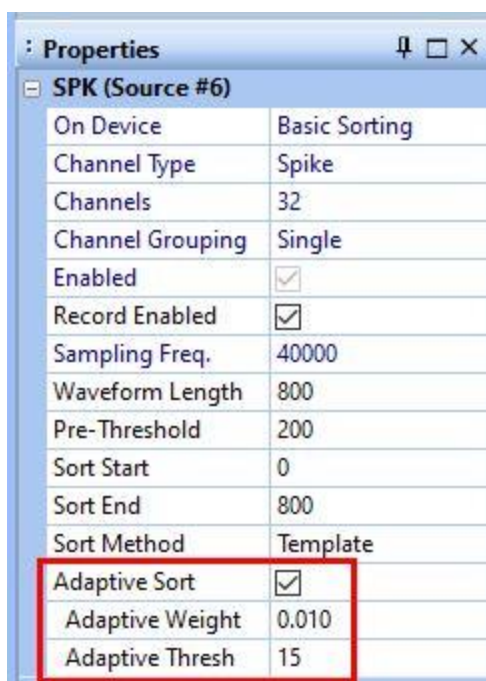 Properties
SPK (Source #6)
On Device Basic Sorting
Channel Type Spike
Channels 32
Channel Grouping Single
Enabled
Record Enabled
Sampling Freq. 40000
Waveform Length 800
Pre-Threshold 200
Sort Start 0
Sort End 800
Sort Method Template
Adaptive Sort
Adaptive Weight 0.010
Adaptive Thresh 15